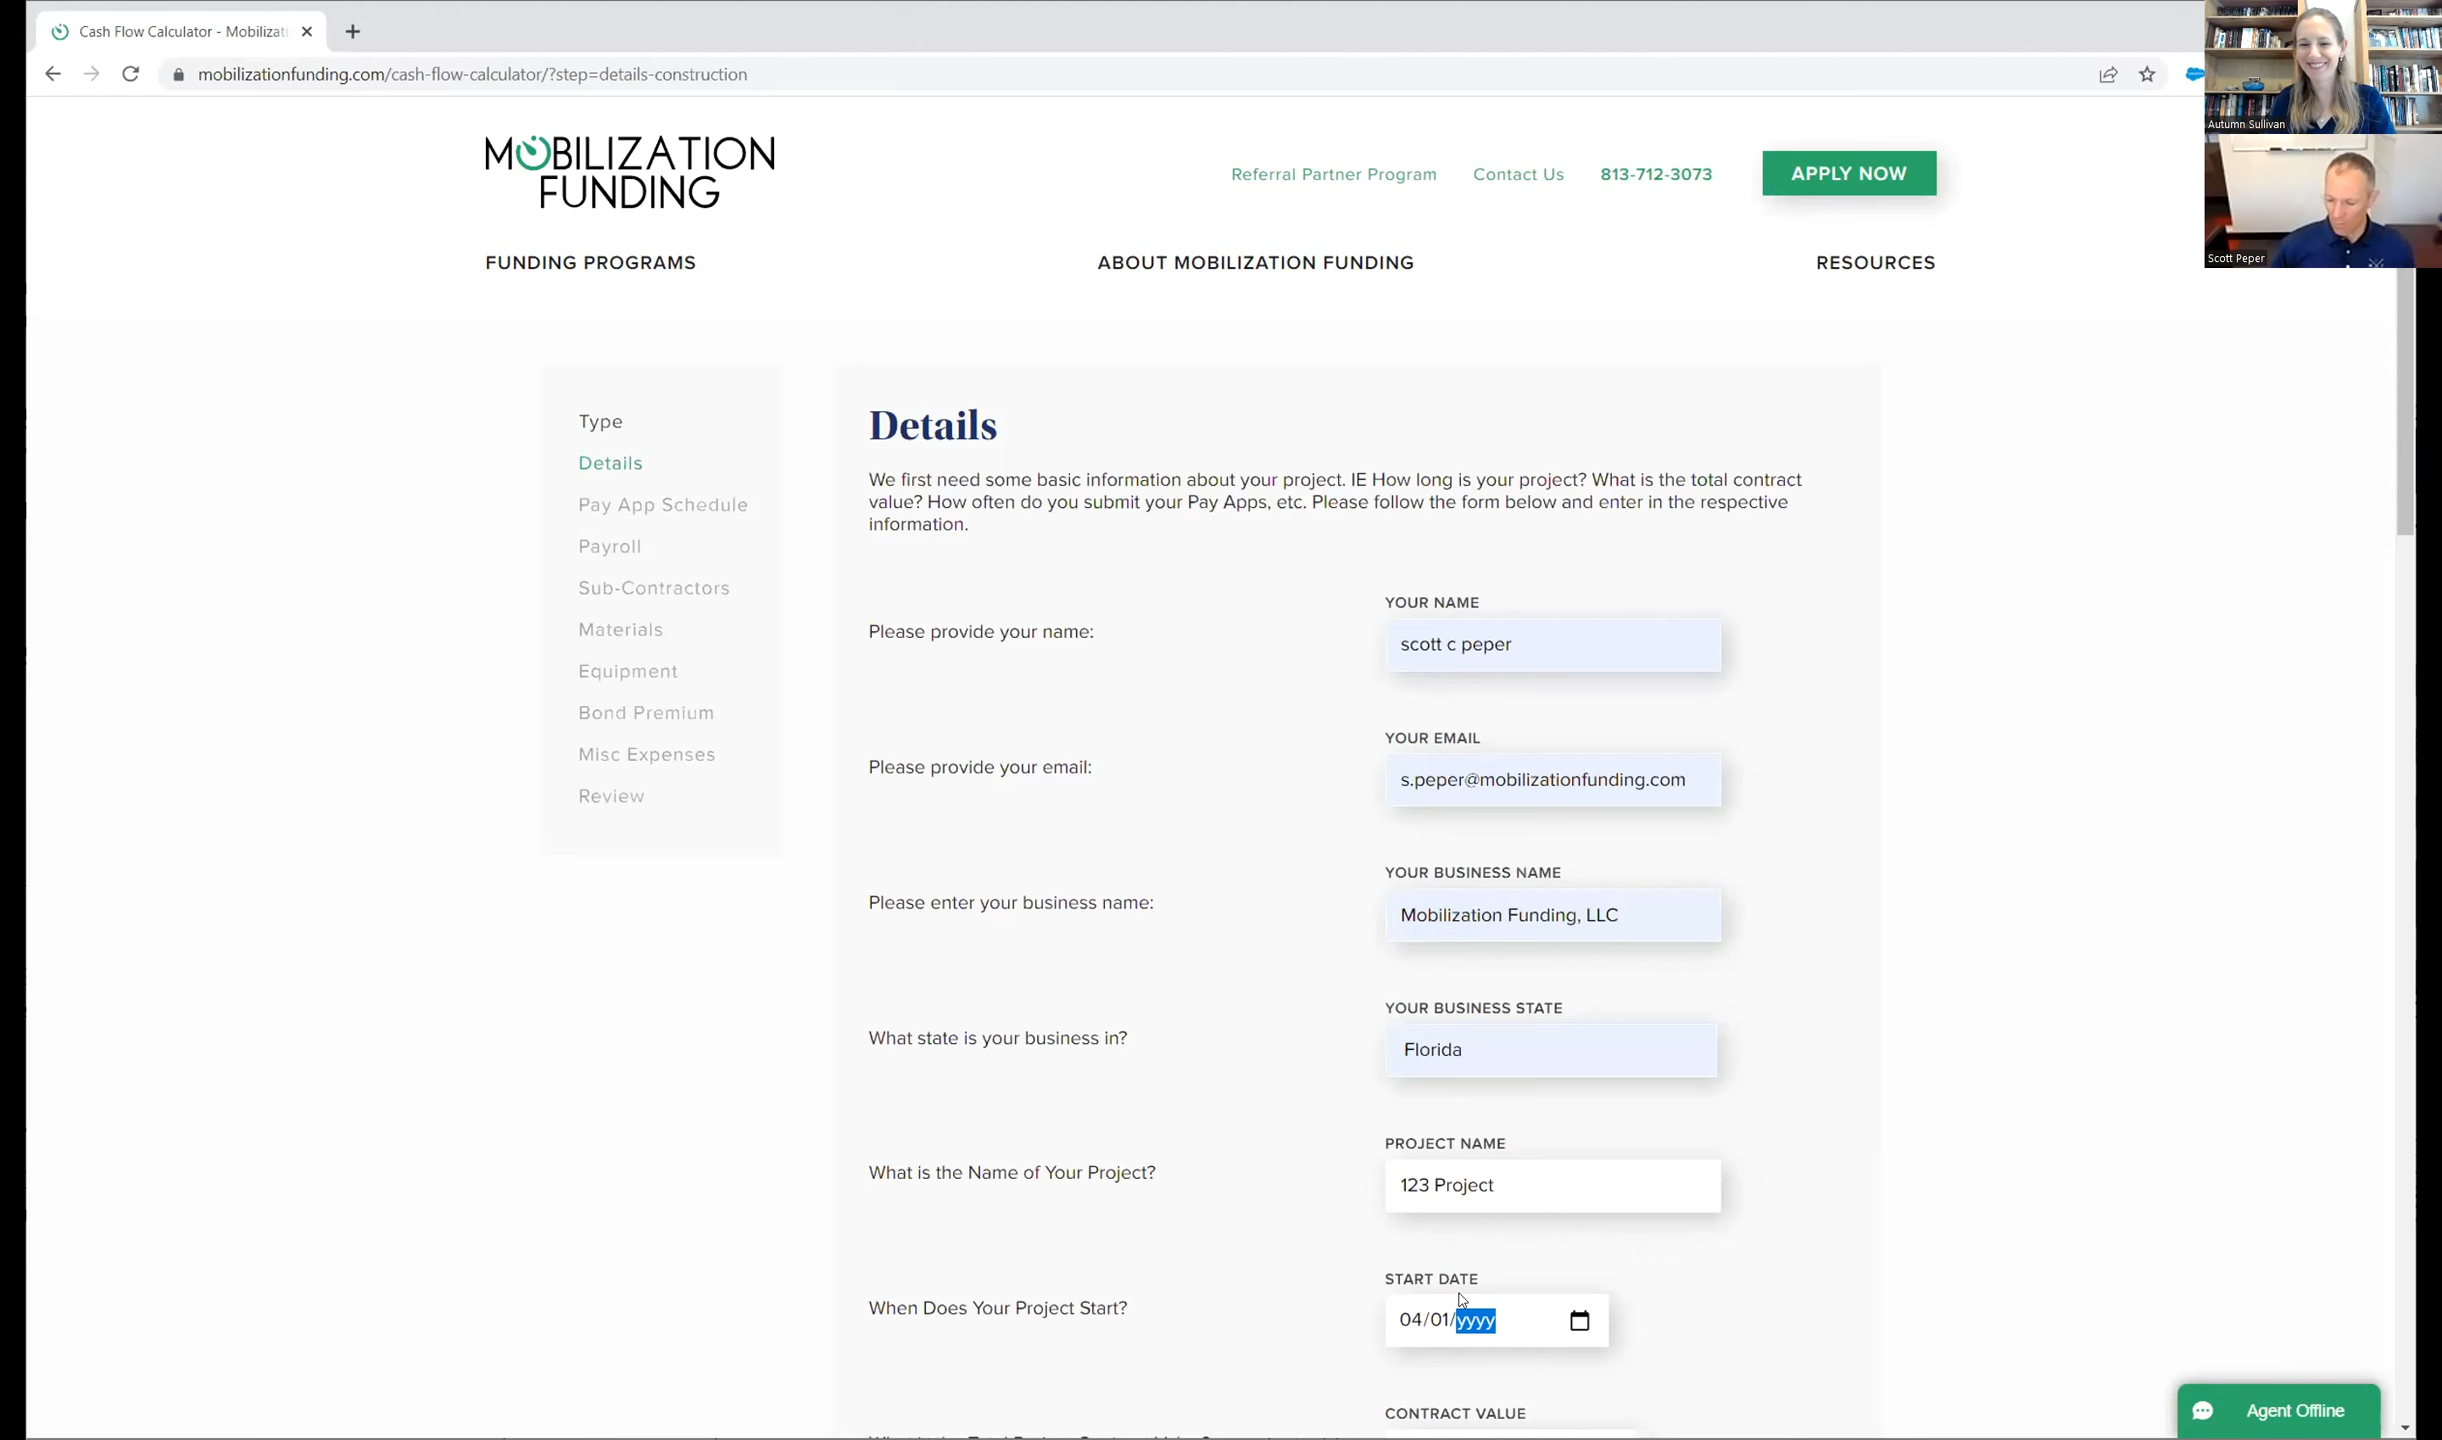 Cash Flow Calculator - Mobilizat
mobilizationfunding.com/cash-flow-calculator/?step=details-construction
Autumn Sullivan
Scott Peper
MOBILIZATION
FUNDING
Referral Partner Program
Contact Us
813-712-3073
APPLY NOW
FUNDING PROGRAMS
ABOUT MOBILIZATION FUNDING
RESOURCES
Type
Details
Pay App Schedule
Payroll
Sub-Contractors
Materials
Equipment
Bond Premium
Misc Expenses
Review
Details
We first need some basic information about your project. IE How long is your project? What is the total contract
value? How often do you submit your Pay Apps, etc. Please follow the form below and enter in the respective
information.
YOUR NAME
Please provide your name:
scott c peper
YOUR EMAIL
Please provide your email:
s.peper@mobilizationfunding.com
YOUR BUSINESS NAME
Please enter your business name:
Mobilization Funding, LLC
YOUR BUSINESS STATE
What state is your business in?
Florida
PROJECT NAME
What is the Name of Your Project?
123 Project
START DATE
When Does Your Project Start?
04/01/yyyy
CONTRACT VALUE
Agent Offline